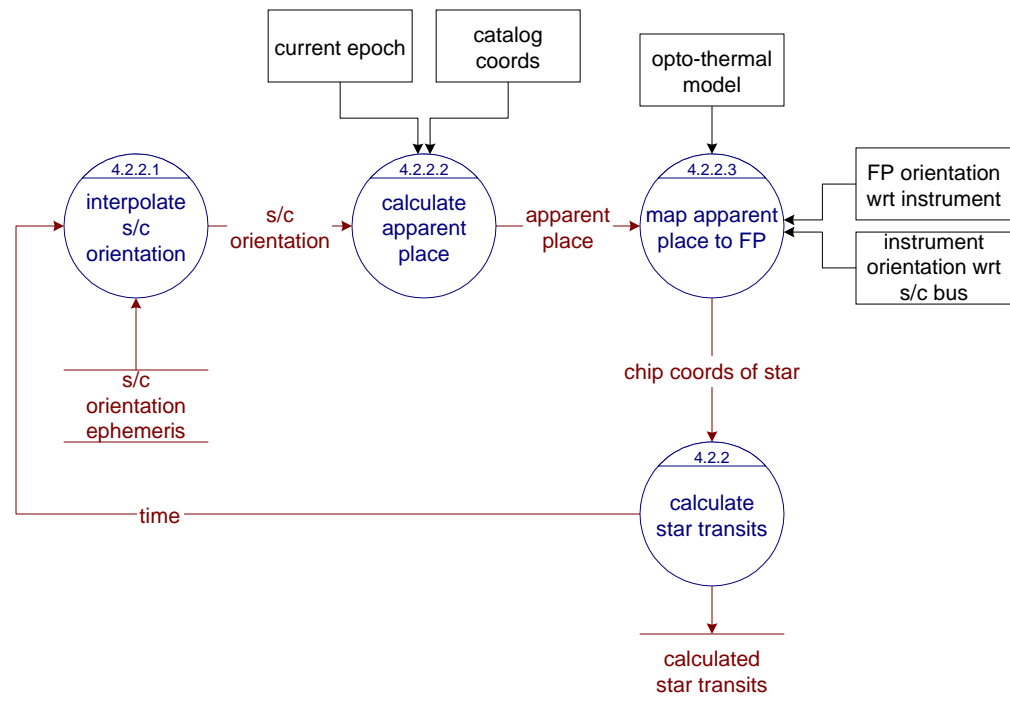 current epoch
catalog
coords
opto-thermal
model
4.2.2.1
interpolate
s/c
orientation
s/c
orientation
4.2.2.2
calculate
apparent
place
apparent
place
4.2.2.3
map apparent
place to FP
FP orientation
wrt instrument
instrument
orientation wrt
s/c bus
s/c
orientation
ephemeris
chip coords of star
4.2.2
calculate
star transits
time
calculated
star transits